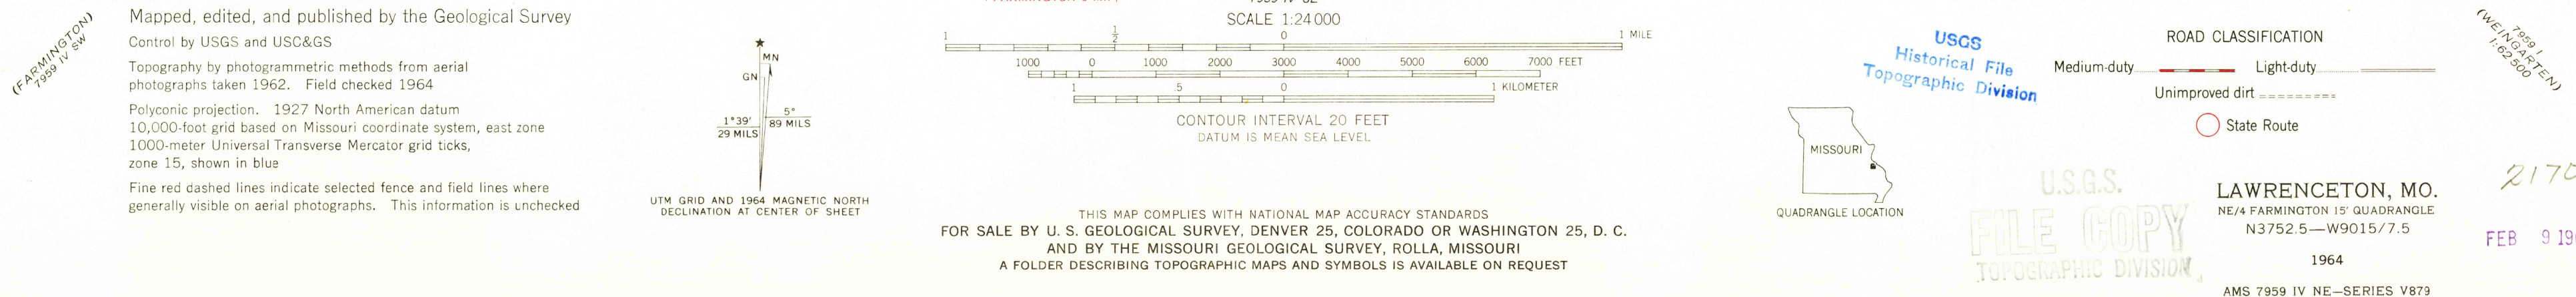 (FARMINGTON)
7959 IV SW
Mapped, edited, and published by the Geological Survey
Control by USGS and USC&GS
Topography by photogrammetric methods from aerial
photographs taken 1962. Field checked 1964
Polyconic projection. 1927 North American datum
10,000-foot grid based on Missouri coordinate system, east zone
1000-meter Universal Transverse Mercator grid ticks,
zone 15, shown in blue
Fine red dashed lines indicate selected fence and field lines where
generally visible on aerial photographs. This information is unchecked
MN
GN
1°39′
29 MILS
5°
89 MILS
UTM GRID AND 1964 MAGNETIC NORTH
DECLINATION AT CENTER OF SHEET
SCALE 1:24000
1 ½ 0 1 MILE
1000 0 1000 2000 3000 4000 5000 6000 7000 FEET
1 .5 0 1 KILOMETER
CONTOUR INTERVAL 20 FEET
DATUM IS MEAN SEA LEVEL
THIS MAP COMPLIES WITH NATIONAL MAP ACCURACY STANDARDS
FOR SALE BY U. S. GEOLOGICAL SURVEY, DENVER 25, COLORADO OR WASHINGTON 25, D. C.
AND BY THE MISSOURI GEOLOGICAL SURVEY, ROLLA, MISSOURI
A FOLDER DESCRIBING TOPOGRAPHIC MAPS AND SYMBOLS IS AVAILABLE ON REQUEST
USGS
Historical File
Topographic Division
MISSOURI
QUADRANGLE LOCATION
ROAD CLASSIFICATION
Medium-duty Light-duty
Unimproved dirt
State Route
U.S.G.S.
FILE COPY
TOPOGRAPHIC DIVISION
LAWRENCETON, MO.
NE/4 FARMINGTON 15′ QUADRANGLE
N3752.5—W9015/7.5
1964
AMS 7959 IV NE—SERIES V879
(WEINGARTEN)
7959 I
1:62500
2170
FEB 9 19